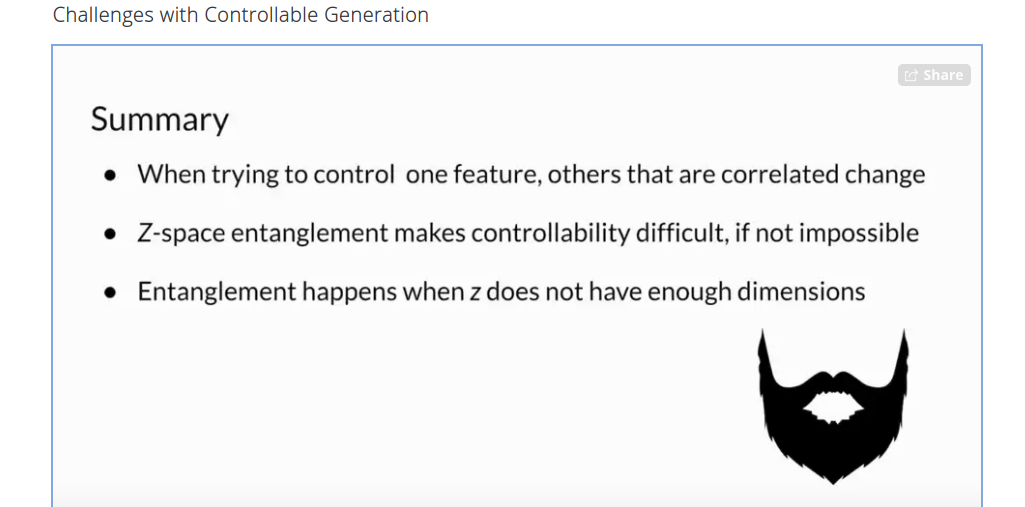 Challenges with Controllable Generation
Share
Summary
• When trying to control one feature, others that are correlated change
• Z-space entanglement makes controllability difficult, if not impossible
• Entanglement happens when z does not have enough dimensions